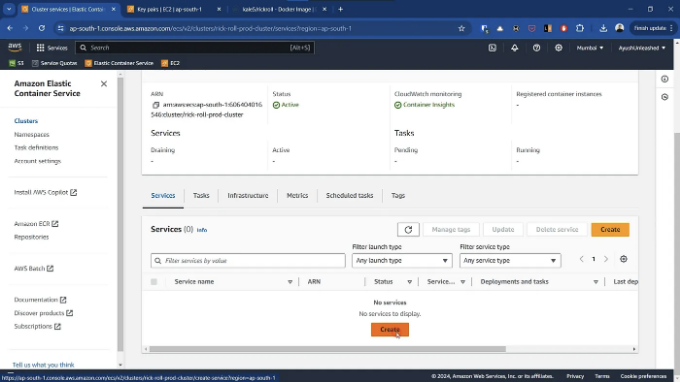 Cluster services | Elastic Contain
Key pairs | EC2 | ap-south-1
kale5/rickroll - Docker Image
ap-south-1.console.aws.amazon.com/ecs/v2/clusters/rick-roll-prod-cluster/services?region=ap-south-1
Finish update
aws Services Search [Alt+S] Mumbai AyushUnleashed
S3 Service Quotas Elastic Container Service EC2
Amazon Elastic
Container Service
Clusters
Namespaces
Task definitions
Account settings
Install AWS Copilot
Amazon ECR
Repositories
AWS Batch
Documentation
Discover products
Subscriptions
Tell us what you think
ARN Status CloudWatch monitoring Registered container instances
Active Container Insights -
546:cluster/rick-roll-prod-cluster
Services Tasks
Draining Active Pending Running
- - - -
Services Tasks Infrastructure Metrics Scheduled tasks Tags
Services (0) Info Manage tags Update Delete service Create
Filter launch type Filter service type
Filter services by value Any launch type Any service type 1
Service name ARN Status Service... Deployments and tasks Last dep
No services
No services to display.
Create
https://ap-south-1.console.aws.amazon.com/ecs/v2/clusters/rick-roll-prod-cluster/create-service?region=ap-south-1
© 2024, Amazon Web Services, Inc. or its affiliates. Privacy Terms Cookie preferences